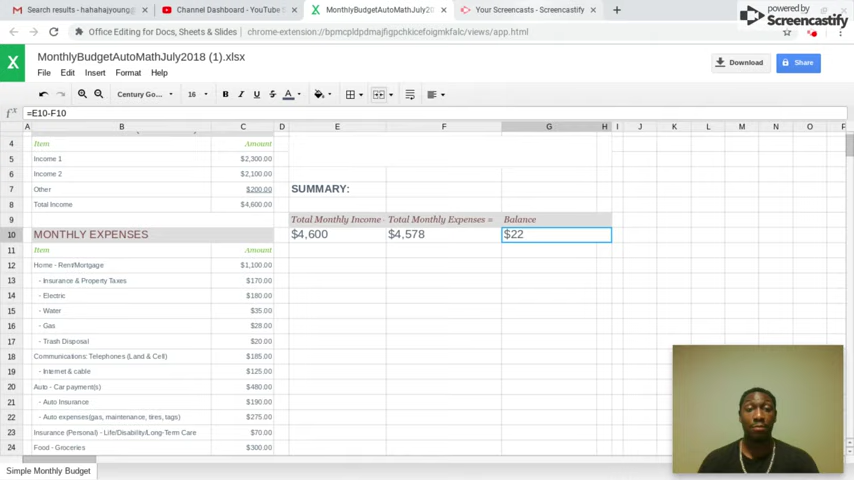 Search results - hahahajyoung@
Channel Dashboard - YouTube S
MonthlyBudgetAutoMathJuly20
Your Screencasts - Screencastify
powered by
Screencastify
Office Editing for Docs, Sheets & Slides
chrome-extension://bpmcpldpdmajfigpchkicefoigmkfalc/views/app.html
MonthlyBudgetAutoMathJuly2018 (1).xlsx
File Edit Insert Format Help
Download
Share
Century Go...
16
B I U S A
fx =E10-F10
A B C D E F G H I J K L M N O P
4 Item Amount
5 Income 1 $2,300.00
6 Income 2 $2,100.00
7 Other $200.00 SUMMARY:
8 Total Income $4,600.00
9 Total Monthly Income - Total Monthly Expenses = Balance
10 MONTHLY EXPENSES $4,600 $4,578 $22
11 Item Amount
12 Home - Rent/Mortgage $1,100.00
13 - Insurance & Property Taxes $170.00
14 - Electric $180.00
15 - Water $35.00
16 - Gas $28.00
17 - Trash Disposal $20.00
18 Communications: Telephones (Land & Cell) $185.00
19 - Internet & cable $125.00
20 Auto - Car payment(s) $480.00
21 - Auto Insurance $190.00
22 - Auto expenses(gas, maintenance, tires, tags) $275.00
23 Insurance (Personal) - Life/Disability/Long-Term Care $70.00
24 Food - Groceries $300.00
Simple Monthly Budget